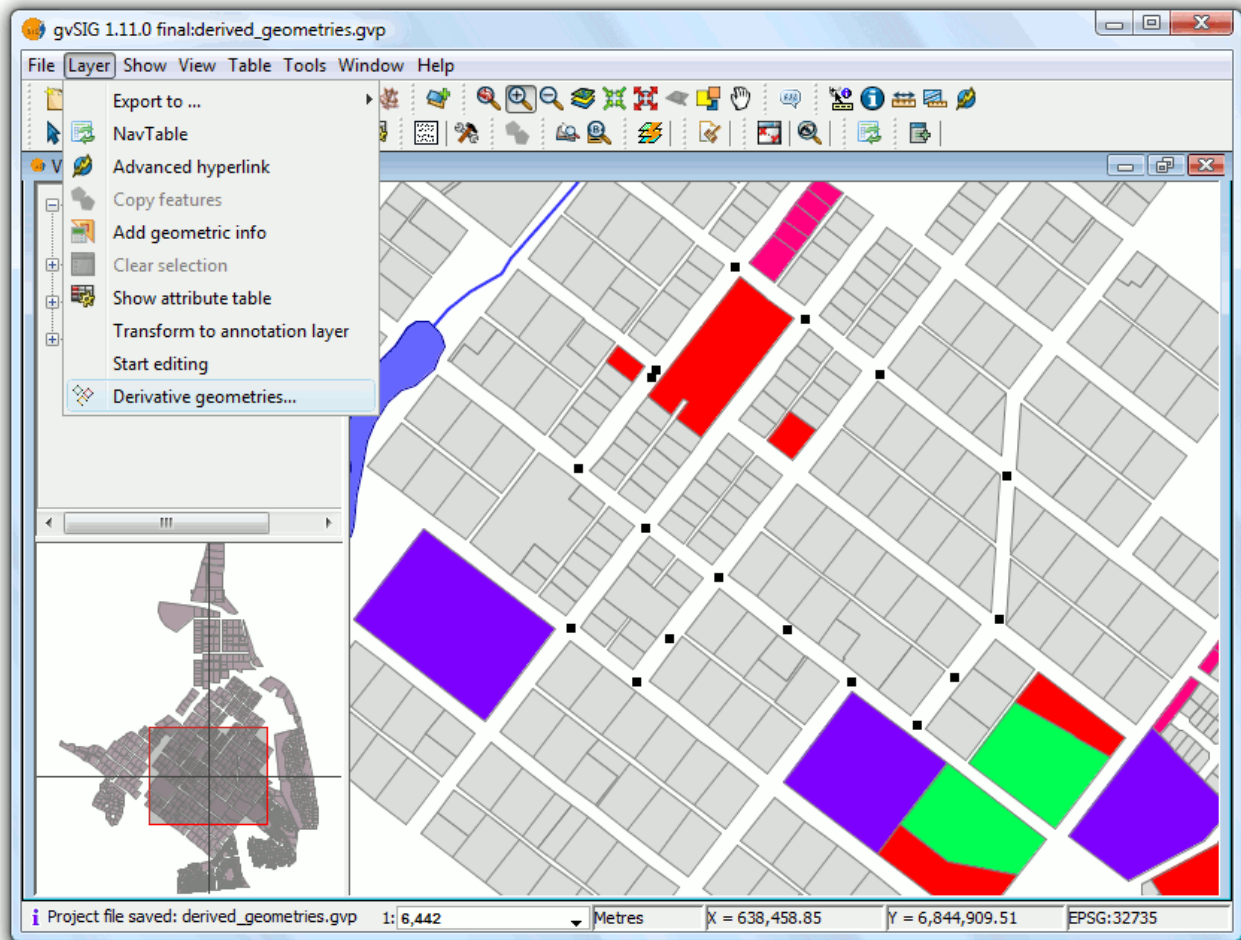 gvSIG 1.11.0 final:derived_geometries.gvp
File Layer Show View Table Tools Window Help
Export to ...
NavTable
Advanced hyperlink
Copy features
Add geometric info
Clear selection
Show attribute table
Transform to annotation layer
Start editing
Derivative geometries...
V
Project file saved: derived_geometries.gvp 1: 6,442 Metres X = 638,458.85 Y = 6,844,909.51 EPSG:32735